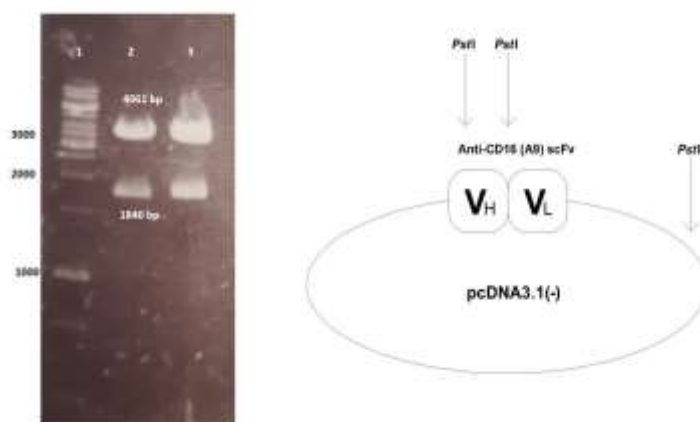 1 2 3
4061 bp
3000
2000
1840 bp
1000
PstI PstI
Anti-CD16 (A9) scFv
PstI
VH VL
pcDNA3.1(-)